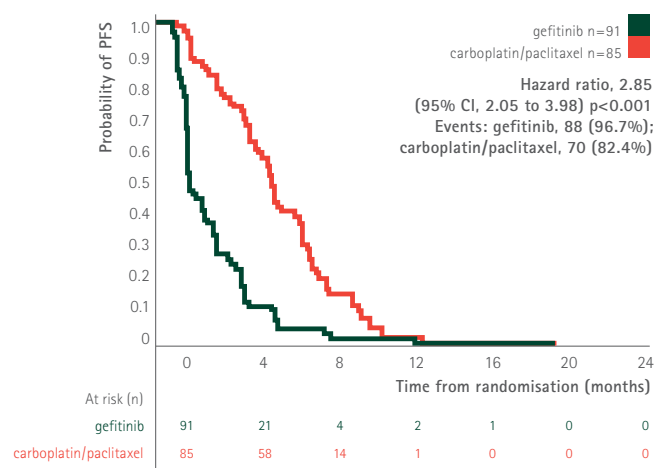 gefitinib n=91
carboplatin/paclitaxel n=85
Hazard ratio, 2.85
(95% CI, 2.05 to 3.98) p<0.001
Events: gefitinib, 88 (96.7%);
carboplatin/paclitaxel, 70 (82.4%)
Probability of PFS
1.0
0.9
0.8
0.7
0.6
0.5
0.4
0.3
0.2
0.1
0
0 4 8 12 16 20 24
Time from randomisation (months)
At risk (n)
gefitinib 91 21 4 2 1 0 0
carboplatin/paclitaxel 85 58 14 1 0 0 0